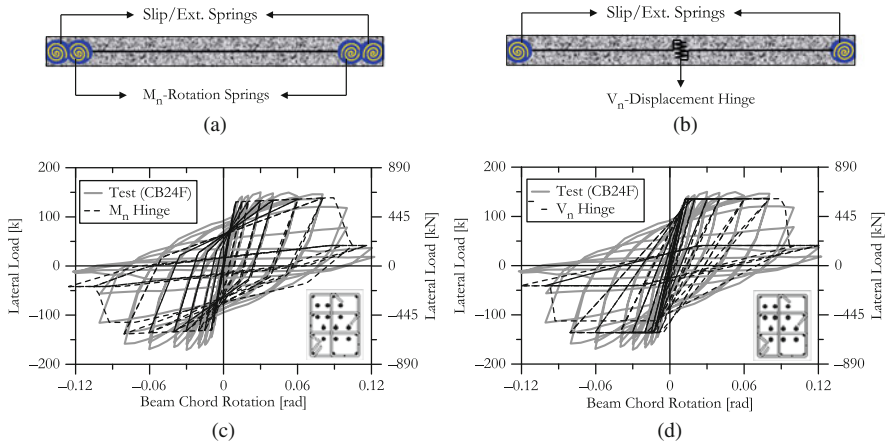 Slip/Ext. Springs
Mn-Rotation Springs
(a)
Slip/Ext. Springs
Vn-Displacement Hinge
(b)
200
100
0
–100
–200
Lateral Load [k]
890
445
0
–445
–890
Lateral Load [kN]
Test (CB24F)
Mn Hinge
–0.12
–0.06
0
0.06
0.12
Beam Chord Rotation [rad]
(c)
200
100
0
–100
–200
Lateral Load [k]
890
445
0
–445
–890
Lateral Load [kN]
Test (CB24F)
Vn Hinge
–0.12
–0.06
0
0.06
0.12
Beam Chord Rotation [rad]
(d)